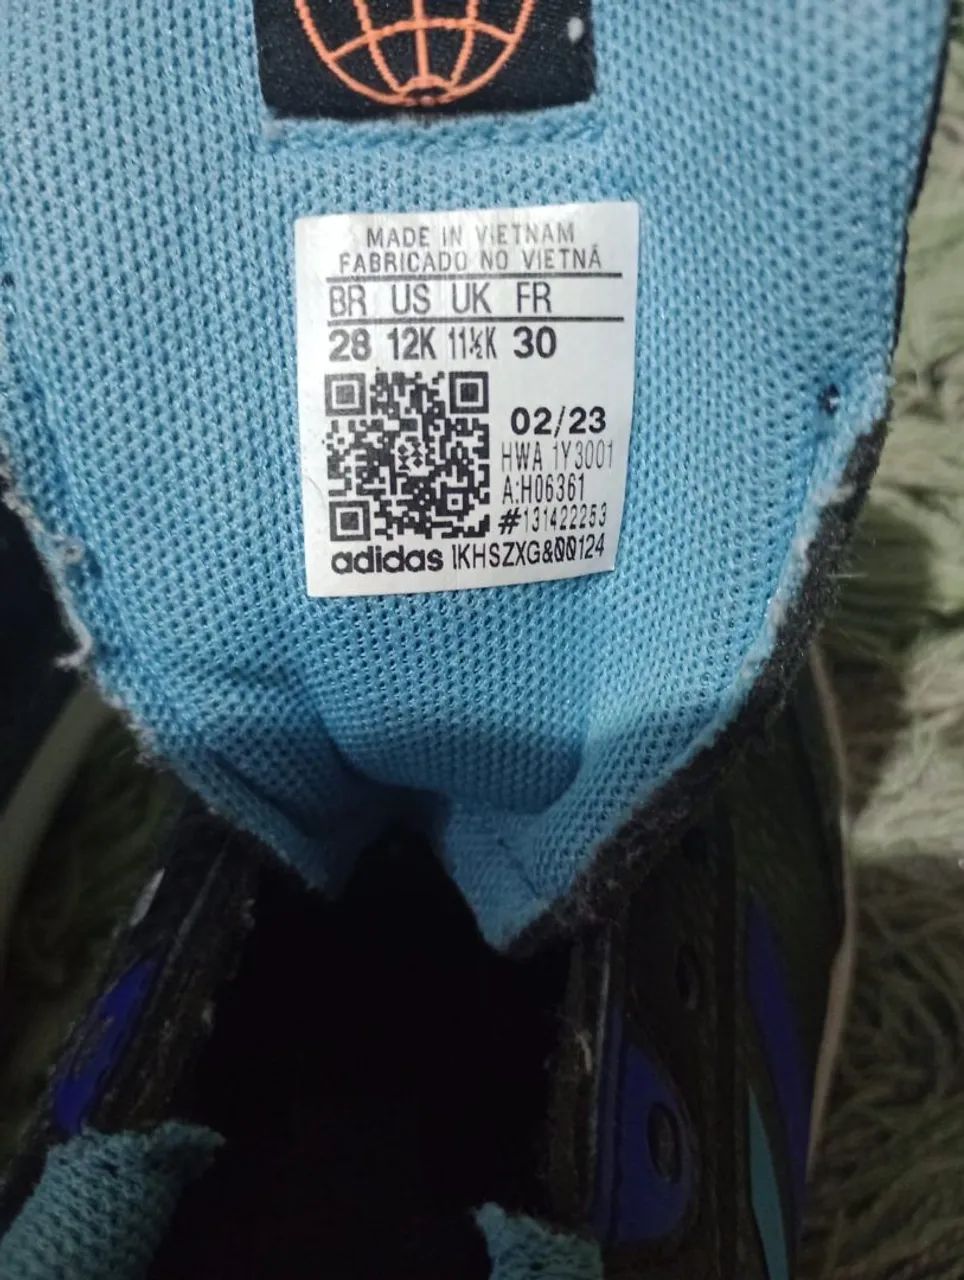 MADE IN VIETNAM
FABRICADO NO VIETNÃ
BR US UK FR
28 12K 11½K 30
02/23
HWA 1Y3001
A:H06361
#131422253
adidas IKHSZXG&00124